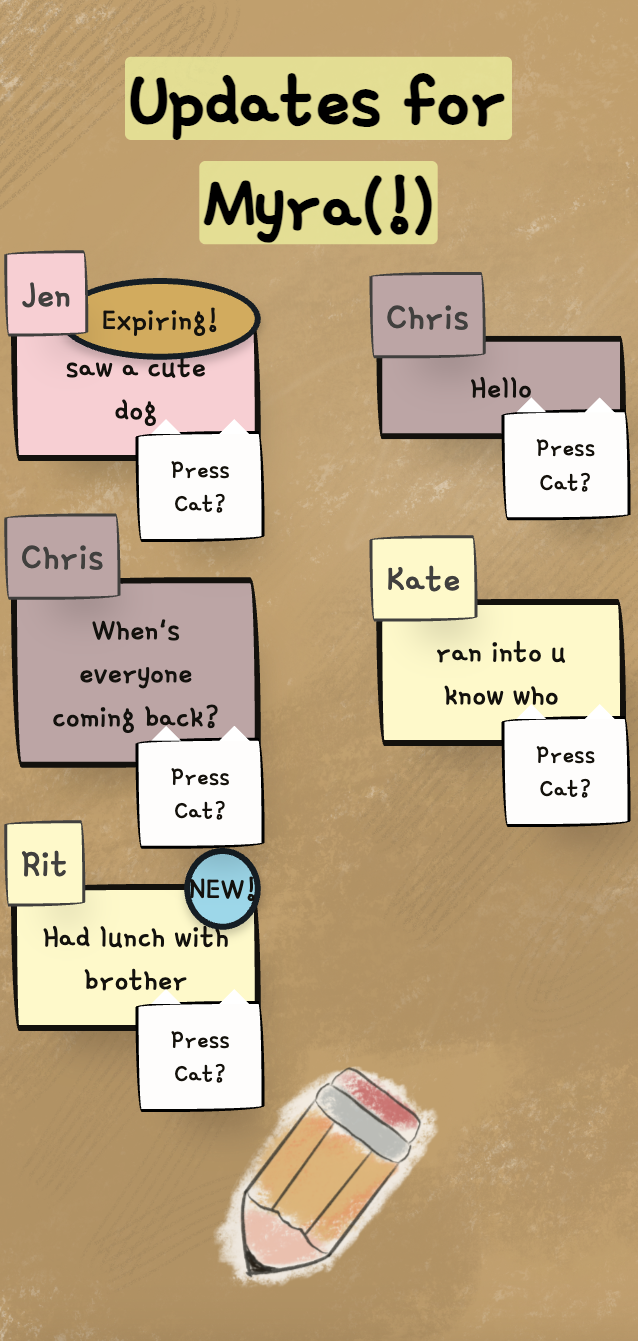 Updates for
Myra(!)
Jen
Expiring!
saw a cute
dog
Press
Cat?
Chris
Hello
Press
Cat?
Chris
When's
everyone
coming back?
Press
Cat?
Kate
ran into u
know who
Press
Cat?
Rit
NEW!
Had lunch with
brother
Press
Cat?